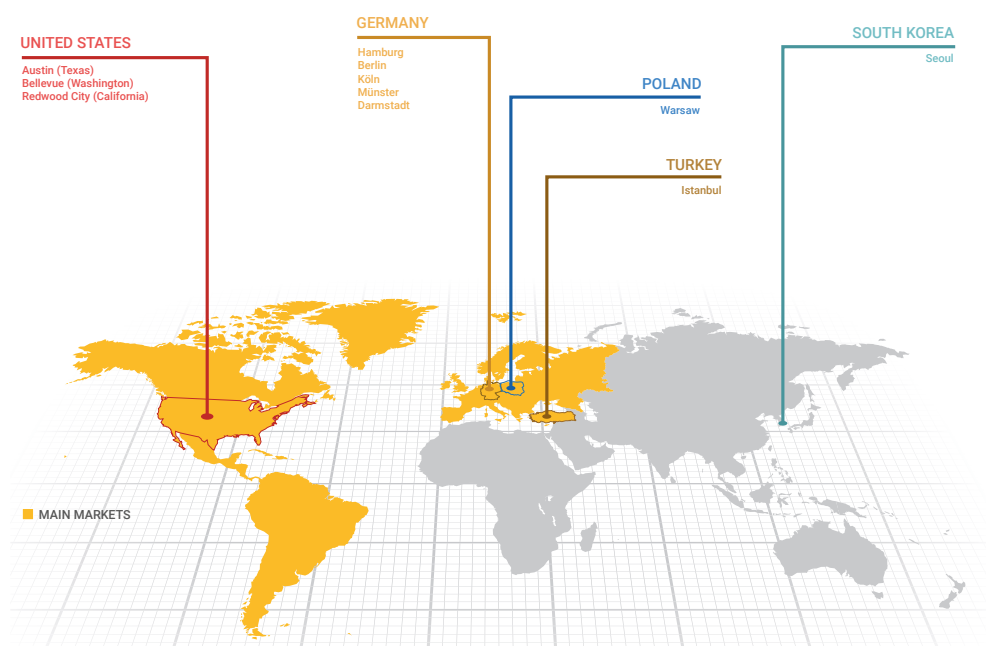 UNITED STATES
Austin (Texas)
Bellevue (Washington)
Redwood City (California)
GERMANY
Hamburg
Berlin
Köln
Münster
Darmstadt
POLAND
Warsaw
TURKEY
Istanbul
SOUTH KOREA
Seoul
MAIN MARKETS